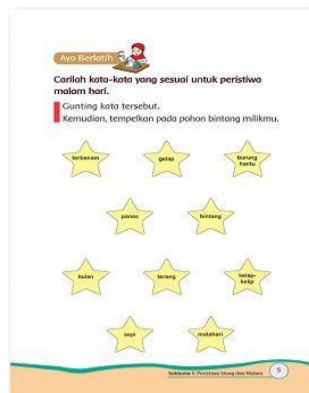 Ayo Berlatih
Carilah kata-kata yang sesuai untuk peristiwa
malam hari.
Gunting kata tersebut.
Kemudian, tempelkan pada pohon bintang milikmu.
terbenam
gelap
burung
hantu
panas
bintang
bulan
terang
kelap-
kelip
sepi
matahari
Subtema 1: Peristiwa Siang dan Malam
5